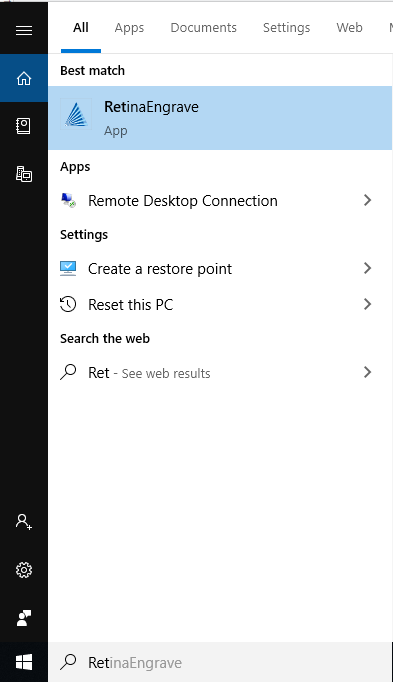 All Apps Documents Settings Web
Best match
RetinaEngrave
App
Apps
Remote Desktop Connection
Settings
Create a restore point
Reset this PC
Search the web
Ret - See web results
RetinaEngrave